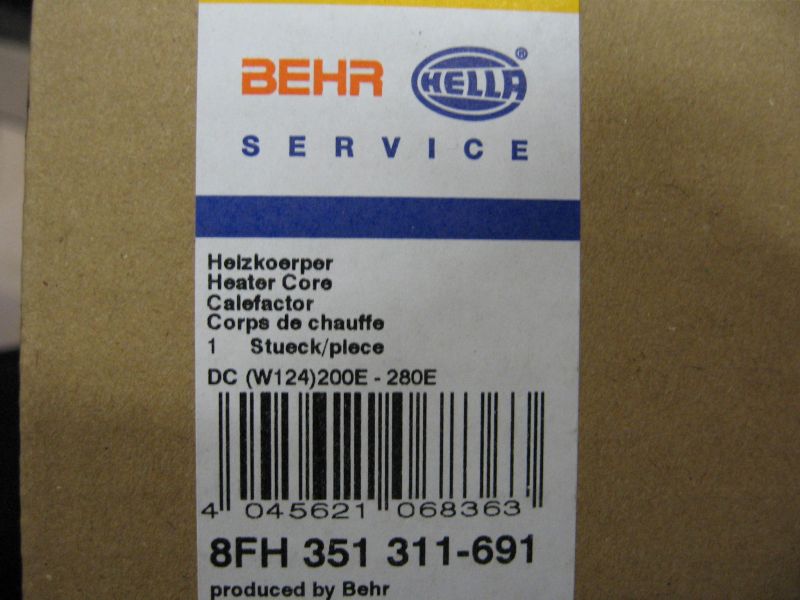 BEHR HELLA®
SERVICE
Heizkoerper
Heater Core
Calefactor
Corps de chauffe
1 Stueck/piece
DC (W124)200E - 280E
4 045621 068363
8FH 351 311-691
produced by Behr